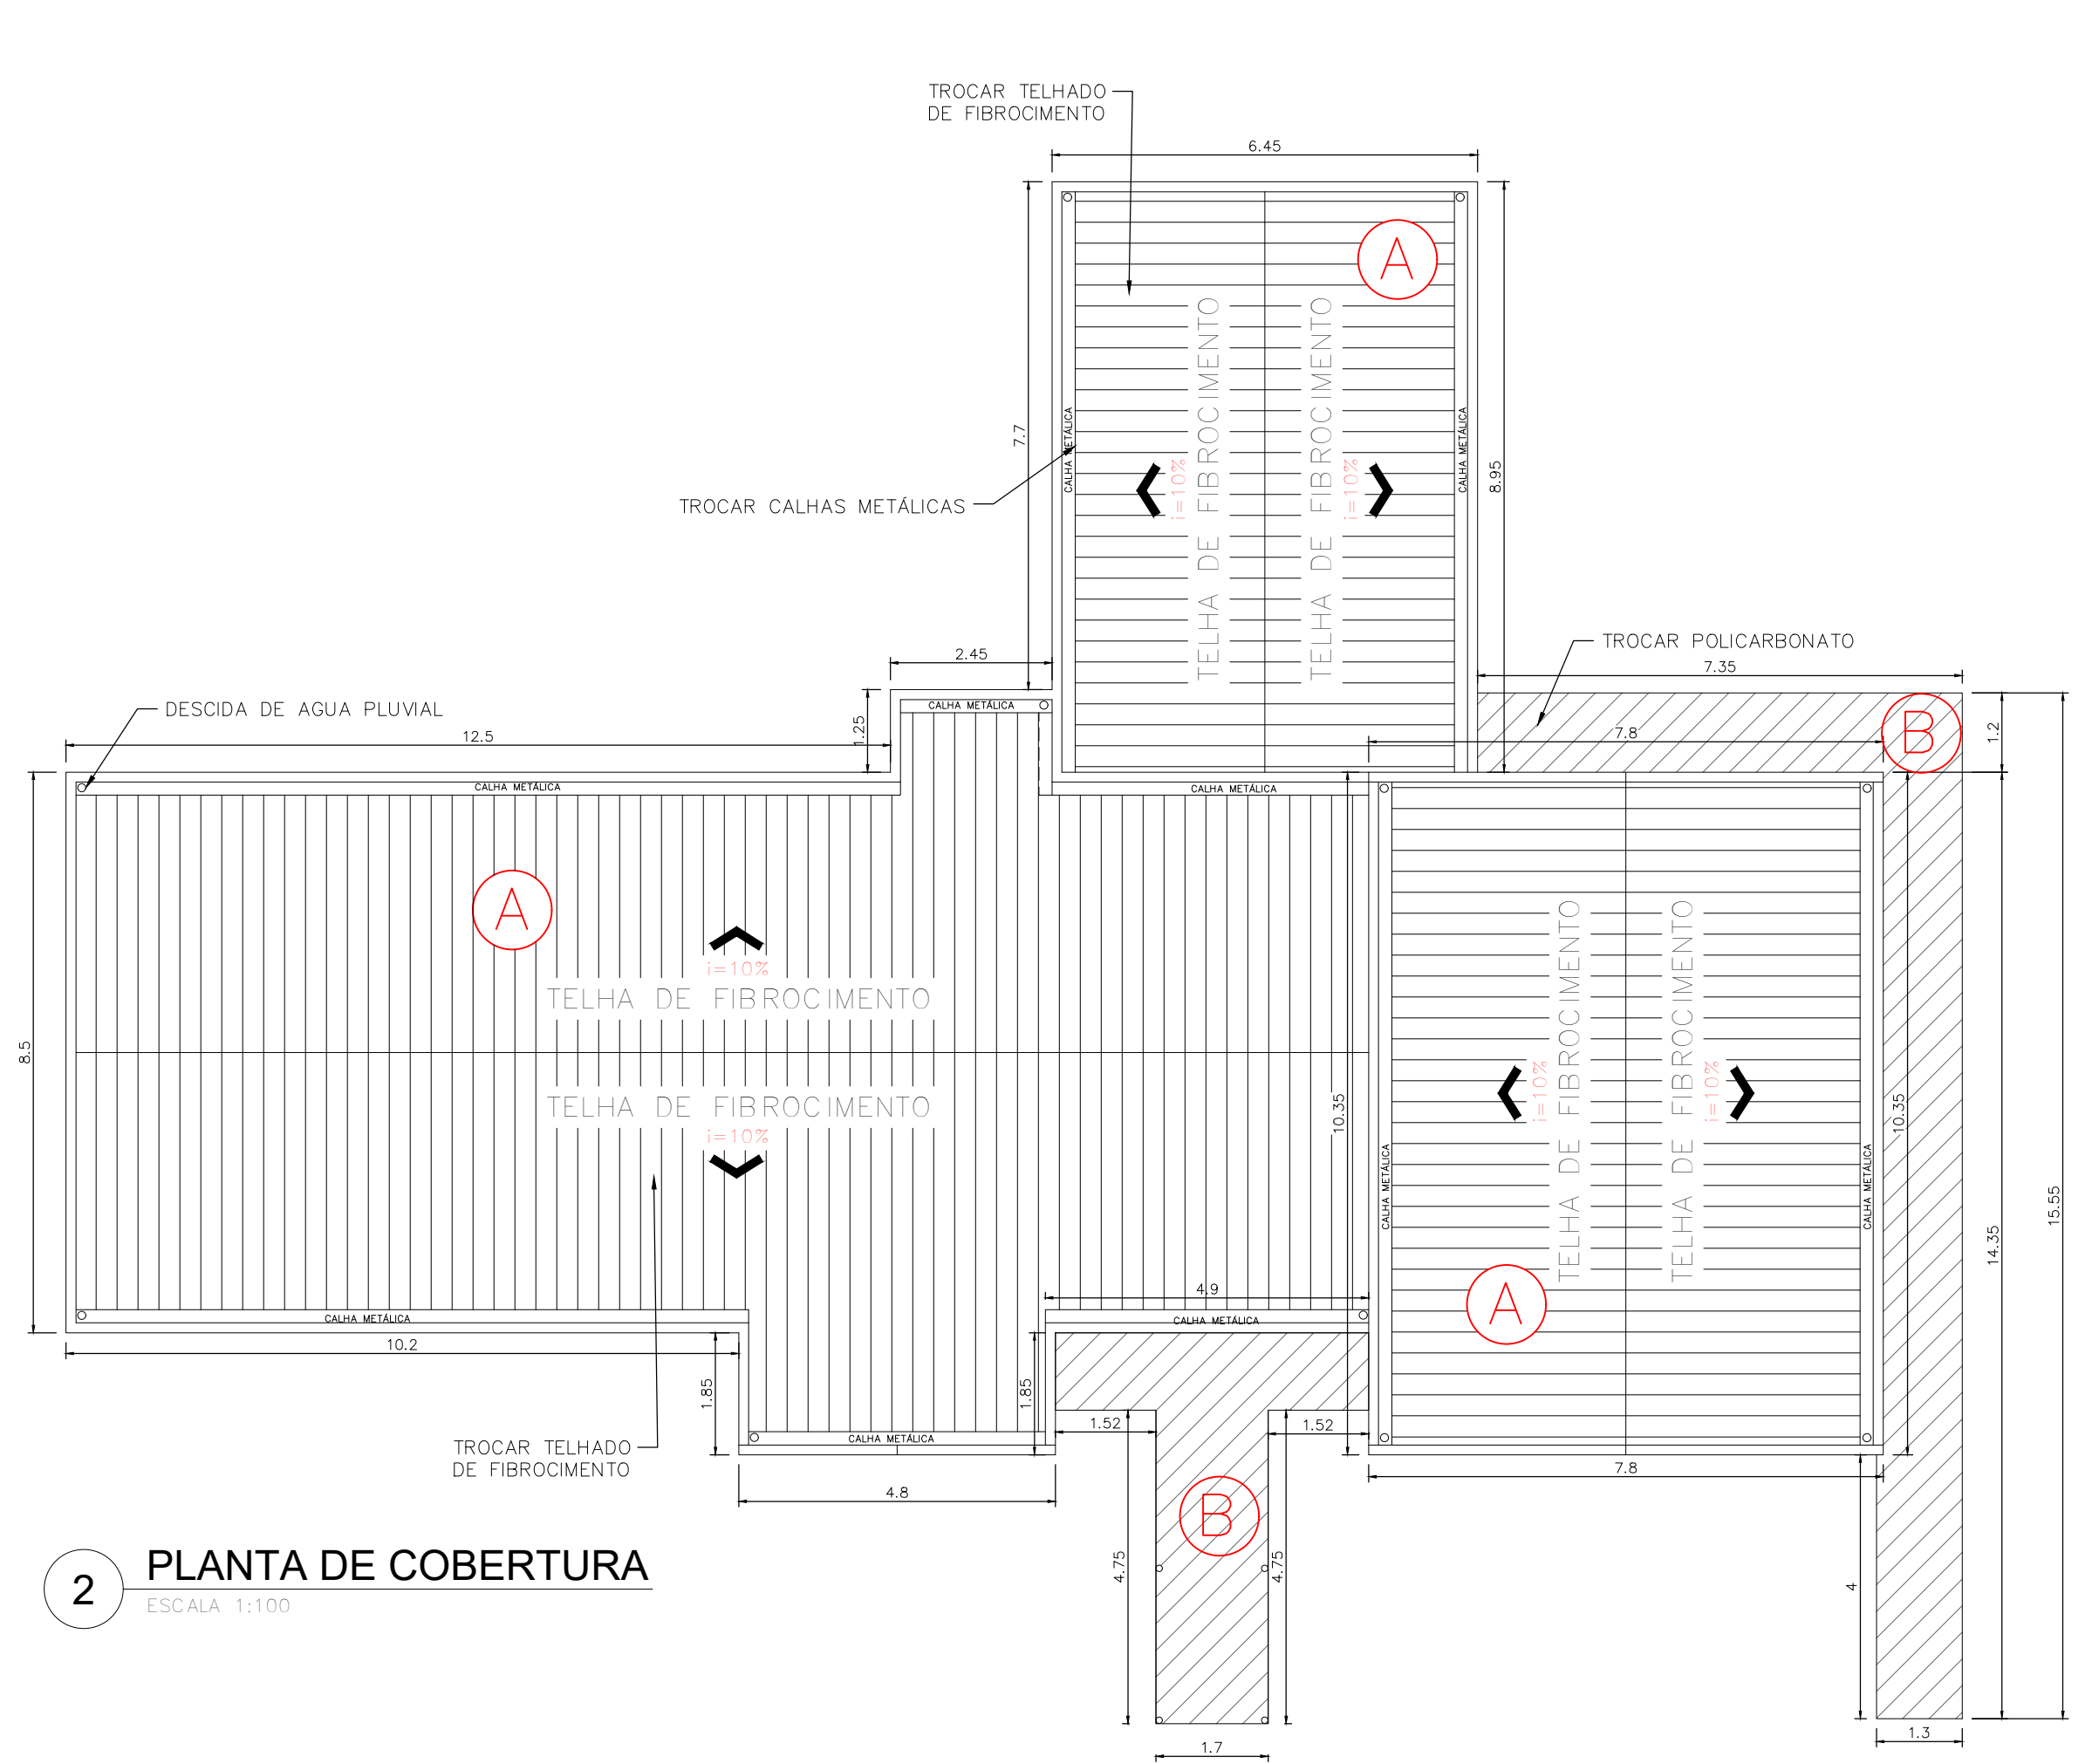 TROCAR TELHADO
DE FIBROCIMENTO
6.45
A
TELHA DE FIBROCIMENTO
TELHA DE FIBROCIMENTO
CALHA METÁLICA
CALHA METÁLICA
7.7
8.95
i=10%
i=10%
TROCAR CALHAS METÁLICAS
TROCAR POLICARBONATO
2.45
7.35
DESCIDA DE AGUA PLUVIAL
CALHA METÁLICA
1.25
B
1.2
12.5
7.8
CALHA METÁLICA
CALHA METÁLICA
A
i=10%
TELHA DE FIBROCIMENTO
TELHA DE FIBROCIMENTO
i=10%
8.5
10.35
TELHA DE FIBROCIMENTO
TELHA DE FIBROCIMENTO
i=10%
i=10%
10.35
CALHA METÁLICA
CALHA METÁLICA
15.55
14.35
A
4.9
CALHA METÁLICA
CALHA METÁLICA
10.2
1.85
1.85
1.52
1.52
CALHA METÁLICA
TROCAR TELHADO
DE FIBROCIMENTO
7.8
4.8
B
4.75
4.75
4
2
PLANTA DE COBERTURA
ESCALA 1:100
1.3
1.7